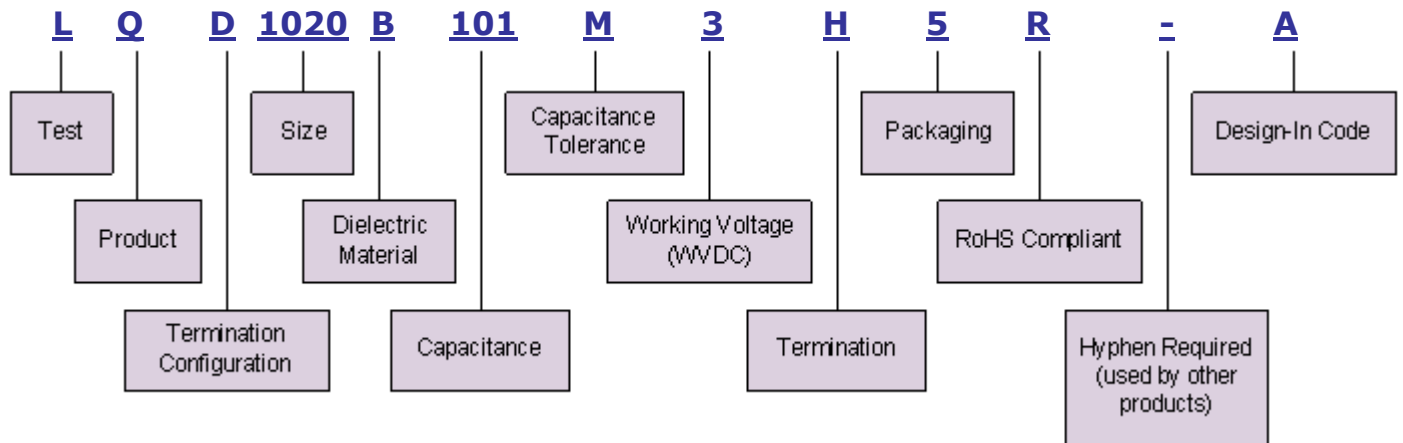 L Q D 1020 B 101 M 3 H 5 R - A
Test
Size
Capacitance
Tolerance
Packaging
Design-In Code
Product
Dielectric
Material
Working Voltage
(WVDC)
RoHS Compliant
Termination
Configuration
Capacitance
Termination
Hyphen Required
(used by other
products)